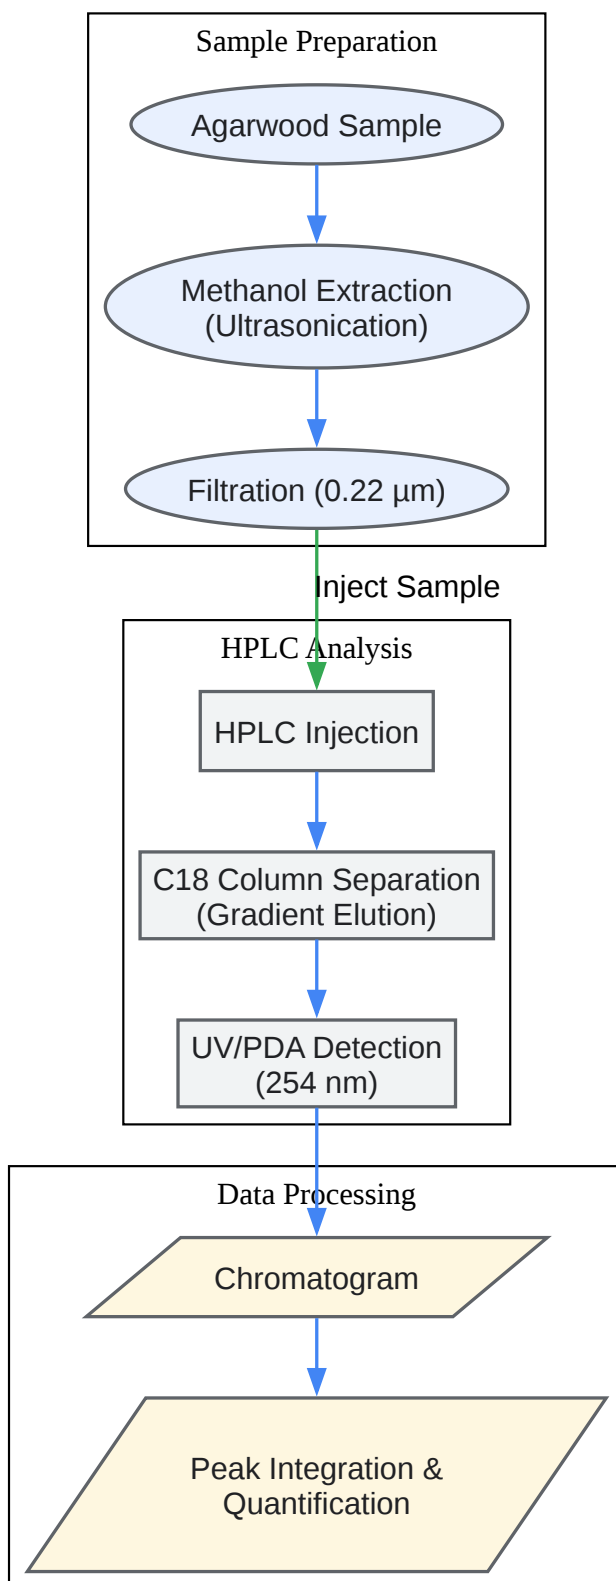 Sample Preparation
Agarwood Sample
Methanol Extraction
(Ultrasonication)
Filtration (0.22 µm)
Inject Sample
HPLC Analysis
HPLC Injection
C18 Column Separation
(Gradient Elution)
UV/PDA Detection
(254 nm)
Data Processing
Chromatogram
Peak Integration &
Quantification